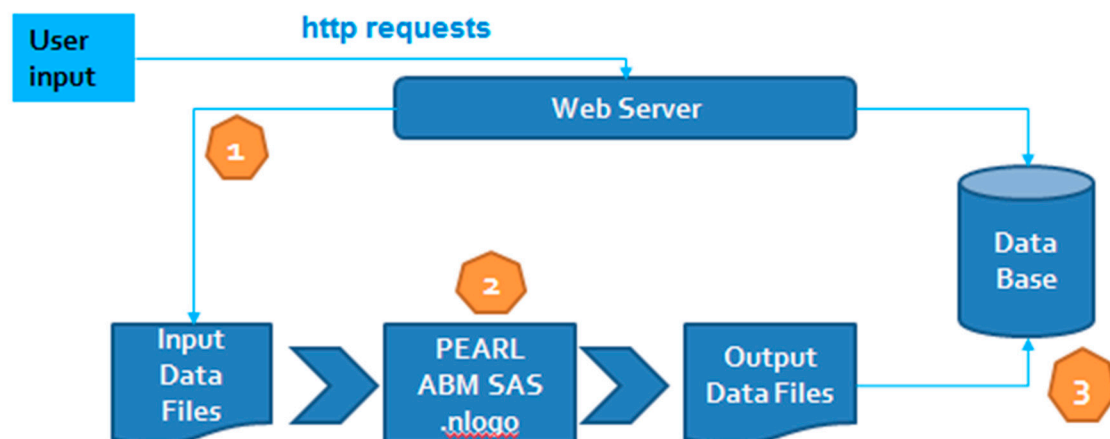 User
input
http requests
Web Server
1
Data
Base
2
Input
Data
Files
PEARL
ABM SAS
.nlogo
Output
Data Files
3